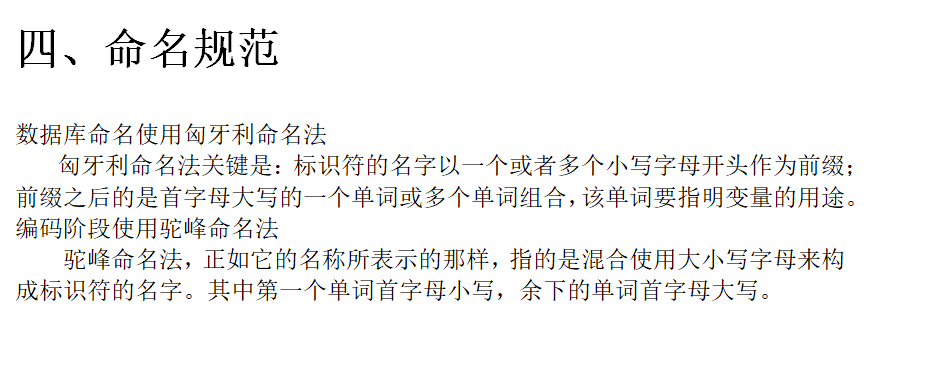 四、命名规范
数据库命名使用匈牙利命名法
匈牙利命名法关键是：标识符的名字以一个或者多个小写字母开头作为前缀；
前缀之后的是首字母大写的一个单词或多个单词组合，该单词要指明变量的用途。
编码阶段使用驼峰命名法
驼峰命名法，正如它的名称所表示的那样，指的是混合使用大小写字母来构
成标识符的名字。其中第一个单词首字母小写，余下的单词首字母大写。